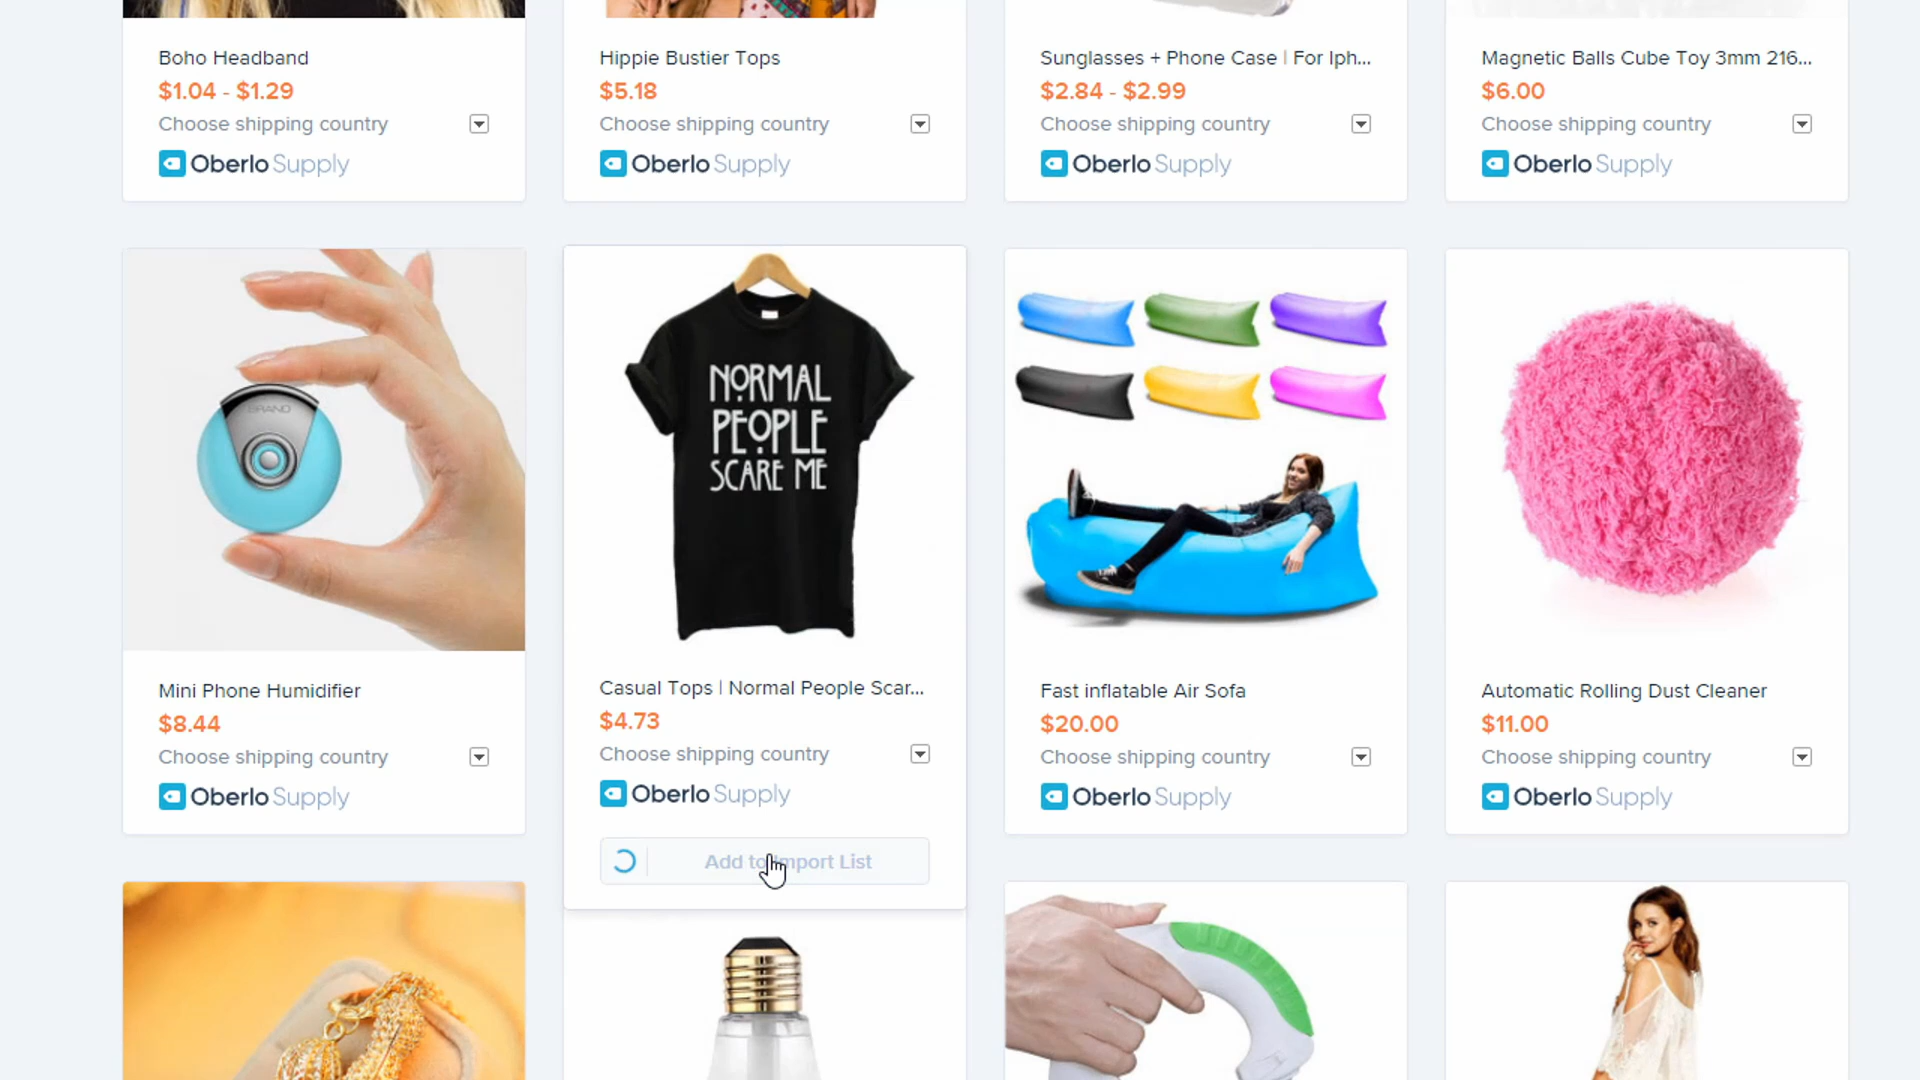 Boho Headband
$1.04 - $1.29
Choose shipping country
Oberlo Supply
Hippie Bustier Tops
$5.18
Choose shipping country
Oberlo Supply
Sunglasses + Phone Case | For Iph...
$2.84 - $2.99
Choose shipping country
Oberlo Supply
Magnetic Balls Cube Toy 3mm 216...
$6.00
Choose shipping country
Oberlo Supply
BRAND
Mini Phone Humidifier
$8.44
Choose shipping country
Oberlo Supply
NORMAL
PEOPLE
SCARE ME
Casual Tops | Normal People Scar...
$4.73
Choose shipping country
Oberlo Supply
Add to Import List
Fast inflatable Air Sofa
$20.00
Choose shipping country
Oberlo Supply
Automatic Rolling Dust Cleaner
$11.00
Choose shipping country
Oberlo Supply